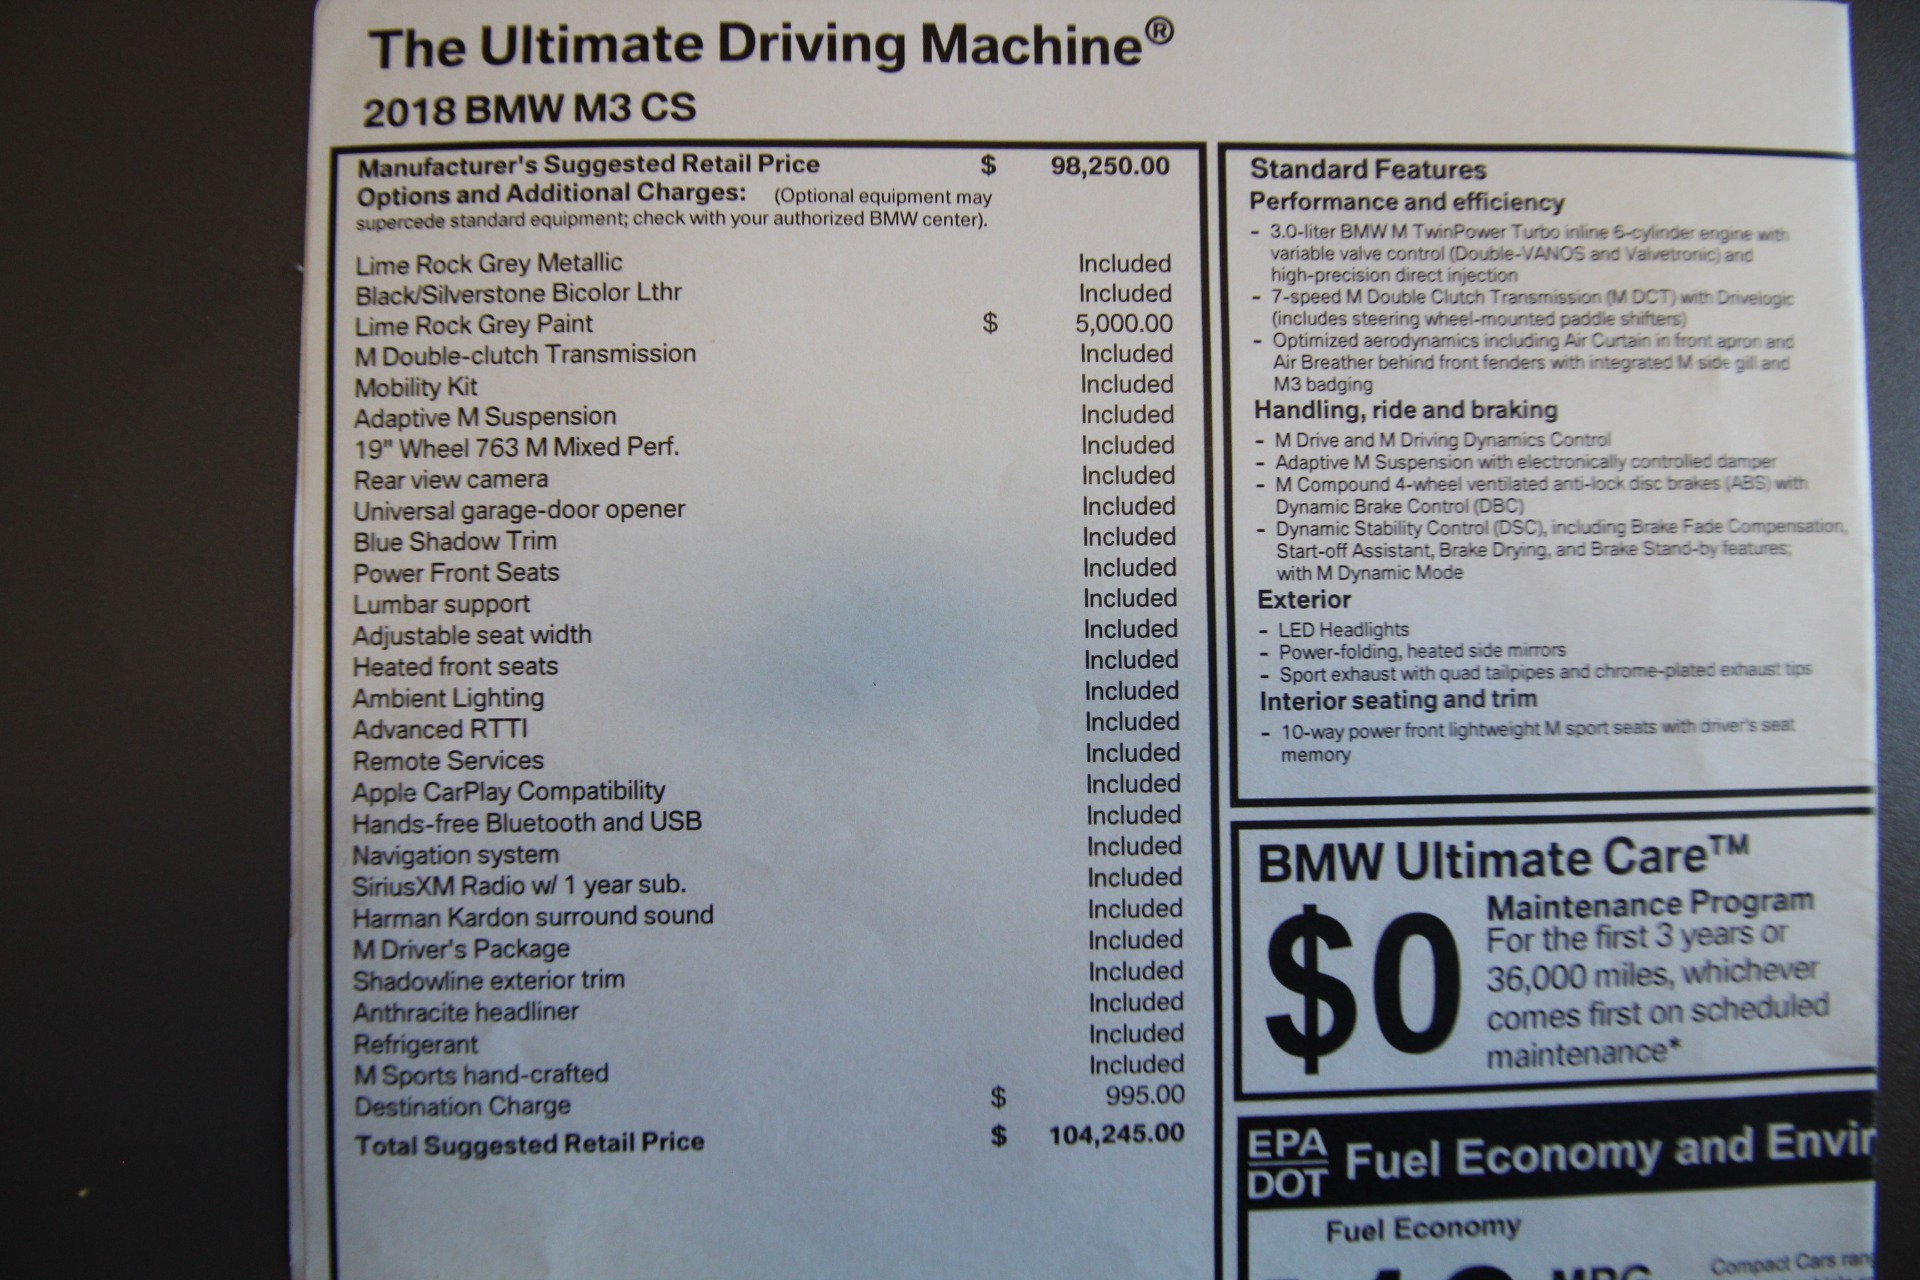 The Ultimate Driving Machine®
2018 BMW M3 CS
Manufacturer's Suggested Retail Price $ 98,250.00
Options and Additional Charges: (Optional equipment may
supercede standard equipment; check with your authorized BMW center).
Lime Rock Grey Metallic Included
Black/Silverstone Bicolor Lthr Included
Lime Rock Grey Paint $ 5,000.00
M Double-clutch Transmission Included
Mobility Kit Included
Adaptive M Suspension Included
19" Wheel 763 M Mixed Perf. Included
Rear view camera Included
Universal garage-door opener Included
Blue Shadow Trim Included
Power Front Seats Included
Lumbar support Included
Adjustable seat width Included
Heated front seats Included
Ambient Lighting Included
Advanced RTTI Included
Remote Services Included
Apple CarPlay Compatibility Included
Hands-free Bluetooth and USB Included
Navigation system Included
SiriusXM Radio w/ 1 year sub. Included
Harman Kardon surround sound Included
M Driver's Package Included
Shadowline exterior trim Included
Anthracite headliner Included
Refrigerant Included
M Sports hand-crafted Included
Destination Charge $ 995.00
Total Suggested Retail Price $ 104,245.00
Standard Features
Performance and efficiency
- 3.0-liter BMW M TwinPower Turbo inline 6-cylinder engine with
variable valve control (Double-VANOS and Valvetronic) and
high-precision direct injection
- 7-speed M Double Clutch Transmission (M DCT) with Drivelogic
(includes steering wheel-mounted paddle shifters)
- Optimized aerodynamics including Air Curtain in front apron and
Air Breather behind front fenders with integrated M side gill and
M3 badging
Handling, ride and braking
- M Drive and M Driving Dynamics Control
- Adaptive M Suspension with electronically controlled damper
- M Compound 4-wheel ventilated anti-lock disc brakes (ABS) with
Dynamic Brake Control (DBC)
- Dynamic Stability Control (DSC), including Brake Fade Compensation,
Start-off Assistant, Brake Drying, and Brake Stand-by features;
with M Dynamic Mode
Exterior
- LED Headlights
- Power-folding, heated side mirrors
- Sport exhaust with quad tailpipes and chrome-plated exhaust tips
Interior seating and trim
- 10-way power front lightweight M sport seats with driver's seat
memory
BMW Ultimate Care™
$0
Maintenance Program
For the first 3 years or
36,000 miles, whichever
comes first on scheduled
maintenance*
EPA
DOT
Fuel Economy and Envir
Fuel Economy
MPG
Compact Cars ran